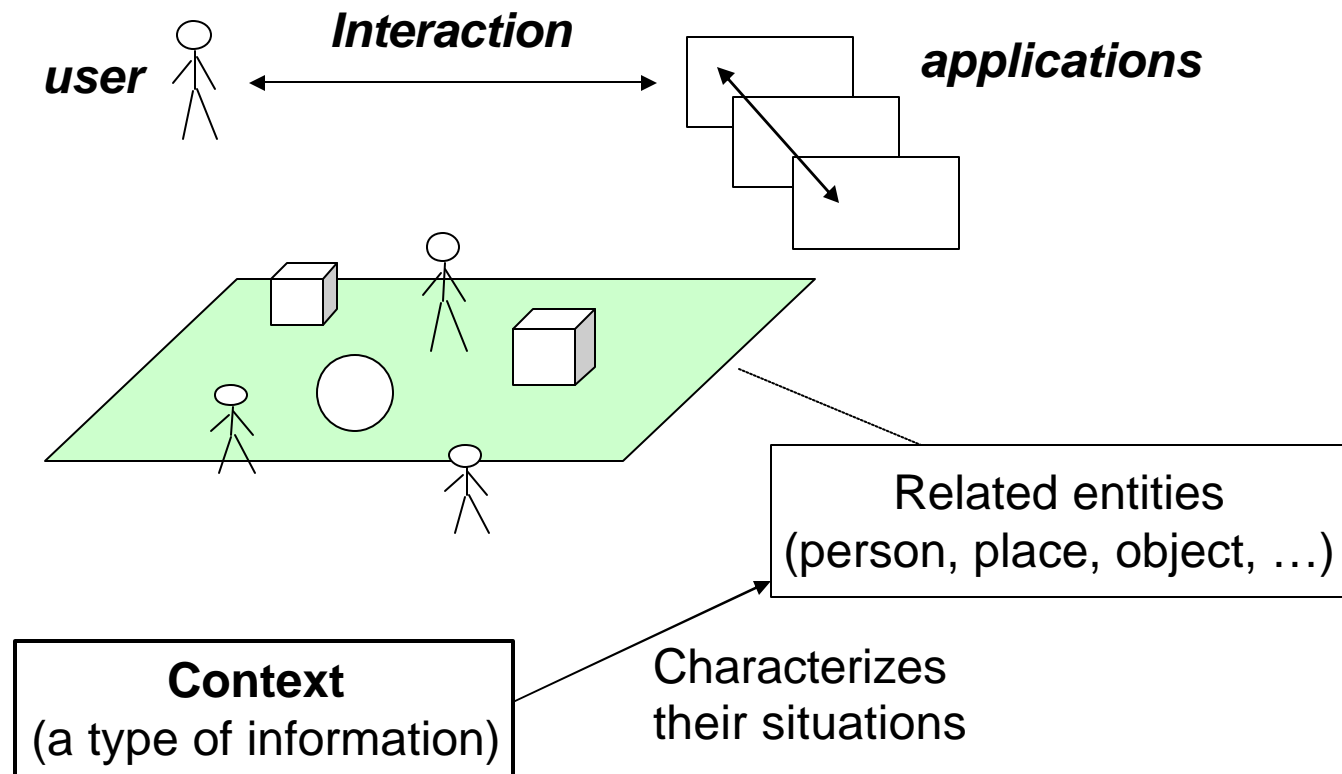 Interaction
user
applications
Related entities
(person, place, object, …)
Context
(a type of information)
Characterizes
their situations